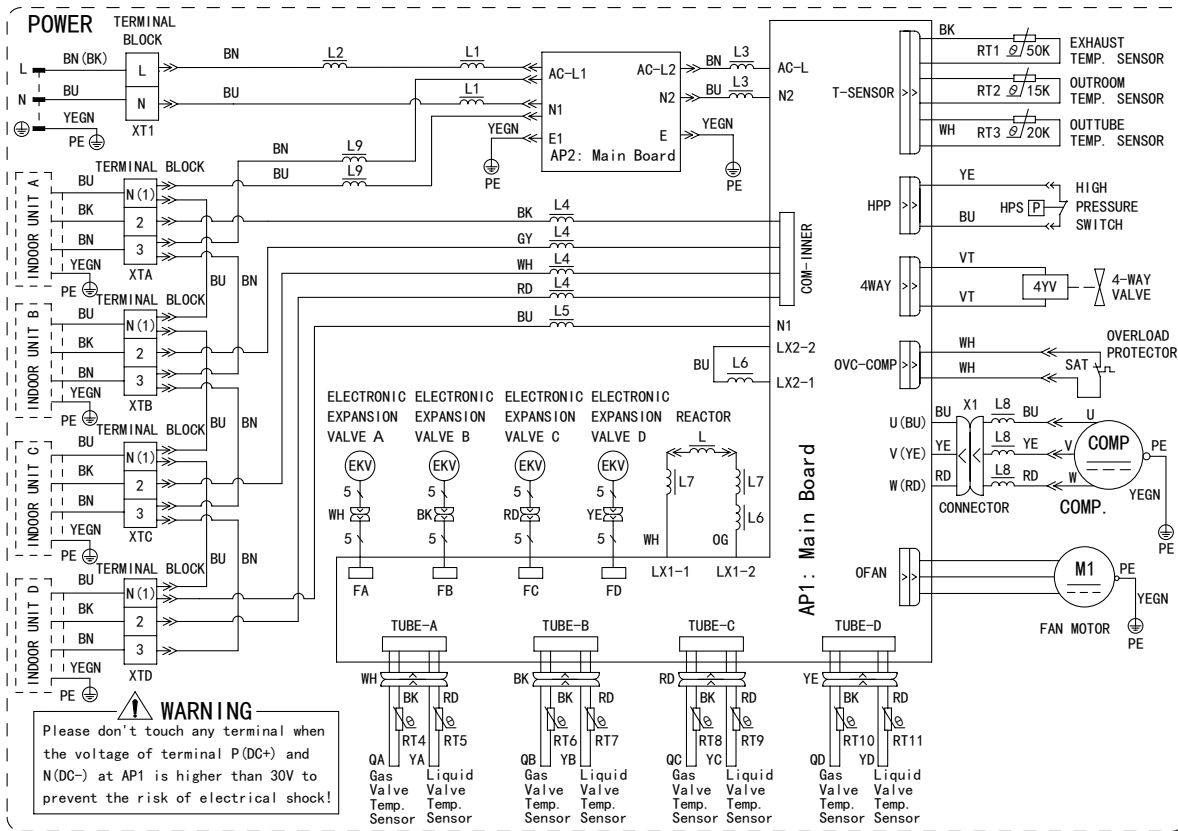 POWER
TERMINAL
BLOCK
L
BN(BK)
L
BN
L2
L1
N
BU
N
BU
L1
YEGN
PE
XT1
AC-L1
AC-L2
N1
N2
E1
E
AP2: Main Board
BN
L3
AC-L
BU
L3
N2
YEGN
PE
PE
BN
L9
BU
L9
TERMINAL BLOCK
INDOOR UNIT A
BU
N(1)
BK
2
BN
3
YEGN
PE
XTA
BU
BN
TERMINAL BLOCK
INDOOR UNIT B
BU
N(1)
BK
2
BN
3
YEGN
PE
XTB
BU
BN
TERMINAL BLOCK
INDOOR UNIT C
BU
N(1)
BK
2
BN
3
YEGN
PE
XTC
BU
BN
TERMINAL BLOCK
INDOOR UNIT D
BU
N(1)
BK
2
BN
3
YEGN
PE
XTD
BK
L4
GY
L4
WH
L4
RD
L4
BU
L5
COM-INNER
N1
LX2-2
BU
L6
LX2-1
ELECTRONIC
EXPANSION
VALVE A
EKV
5
WH
5
FA
ELECTRONIC
EXPANSION
VALVE B
EKV
5
BK
5
FB
ELECTRONIC
EXPANSION
VALVE C
EKV
5
RD
5
FC
ELECTRONIC
EXPANSION
VALVE D
EKV
5
YE
5
FD
REACTOR
L
L7
L7
L6
WH
OG
LX1-1
LX1-2
AP1: Main Board
T-SENSOR
BK
RT1 θ 50K
EXHAUST
TEMP. SENSOR
RT2 θ 15K
OUTROOM
TEMP. SENSOR
WH
RT3 θ 20K
OUTTUBE
TEMP. SENSOR
HPP
YE
BU
HPS
P
HIGH
PRESSURE
SWITCH
4WAY
VT
VT
4YV
4-WAY
VALVE
OVC-COMP
WH
WH
SAT
OVERLOAD
PROTECTOR
U(BU)
BU
X1
L8
BU
U
V(YE)
YE
L8
YE
V
W(RD)
RD
L8
RD
W
CONNECTOR
COMP
COMP.
PE
YEGN
PE
OFAN
M1
PE
YEGN
FAN MOTOR
PE
TUBE-A
WH
BK
RD
θ
θ
RT4
RT5
QA
YA
Gas
Valve
Temp.
Sensor
Liquid
Valve
Temp.
Sensor
TUBE-B
BK
BK
RD
θ
θ
RT6
RT7
QB
YB
Gas
Valve
Temp.
Sensor
Liquid
Valve
Temp.
Sensor
TUBE-C
RD
BK
RD
θ
θ
RT8
RT9
QC
YC
Gas
Valve
Temp.
Sensor
Liquid
Valve
Temp.
Sensor
TUBE-D
YE
BK
RD
θ
θ
RT10
RT11
QD
YD
Gas
Valve
Temp.
Sensor
Liquid
Valve
Temp.
Sensor
WARNING
Please don't touch any terminal when
the voltage of terminal P(DC+) and
N(DC-) at AP1 is higher than 30V to
prevent the risk of electrical shock!